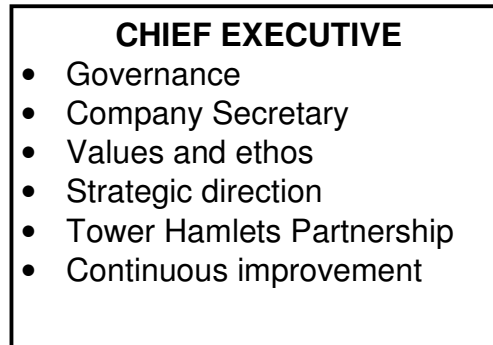 CHIEF EXECUTIVE
• Governance
• Company Secretary
• Values and ethos
• Strategic direction
• Tower Hamlets Partnership
• Continuous improvement